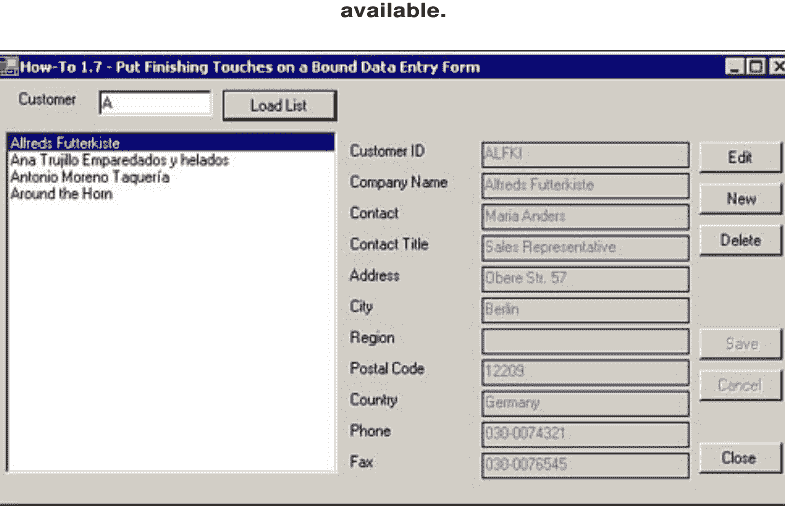 available.
How-To 1.7 - Put Finishing Touches on a Bound Data Entry Form
Customer A Load List
Alfreds Futterkiste
Ana Trujillo Emparedados y helados
Antonio Moreno Taquería
Around the Horn
Customer ID ALFKI
Company Name Alfreds Futterkiste
Contact Maria Anders
Contact Title Sales Representative
Address Obere Str. 57
City Berlin
Region
Postal Code 12209
Country Germany
Phone 030-0074321
Fax 030-0076545
Edit
New
Delete
Save
Cancel
Close